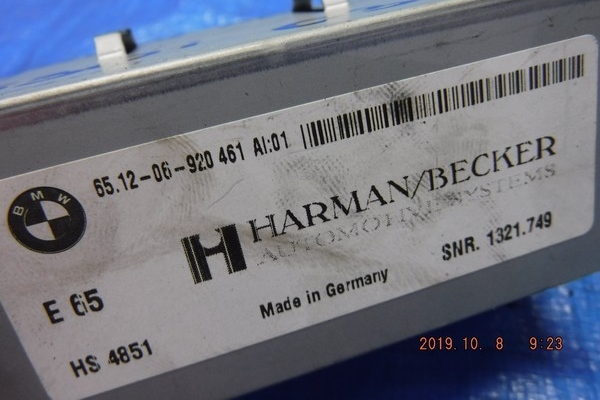 BMW
65.12-06-920 461 AI:01
HARMAN/BECKER
AUTOMOTIVE SYSTEMS
E 65
Made in Germany
SNR. 1321.749
HS 4851
2019.10. 8 9:23